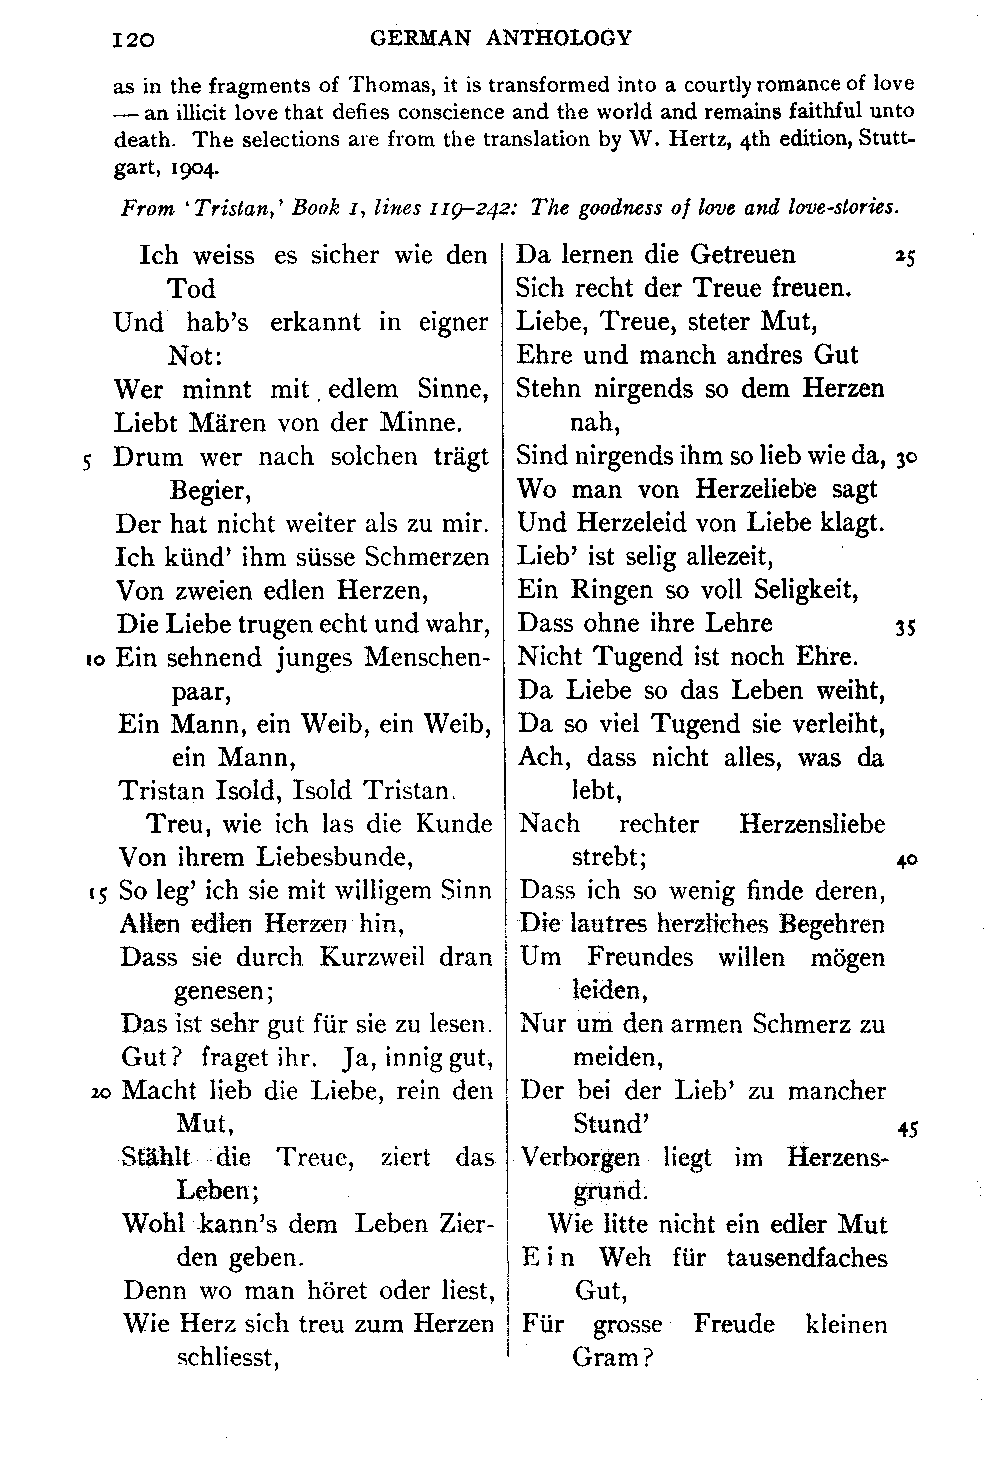 120 GERMAN ANTHOLOGY
as in the fragments of Thomas, it is transformed into a courtly romance of love
— an illicit love that defies conscience and the world and remains faithful unto
death. The selections are from the translation by W. Hertz, 4th edition, Stutt-
gart, 1904.
From 'Tristan,' Book 1, lines 119–242: The goodness of love and love-stories.
Ich weiss es sicher wie den
Tod
Und hab's erkannt in eigner
Not:
Wer minnt mit edlem Sinne,
Liebt Mären von der Minne.
5 Drum wer nach solchen trägt
Begier,
Der hat nicht weiter als zu mir.
Ich künd' ihm süsse Schmerzen
Von zweien edlen Herzen,
Die Liebe trugen echt und wahr,
10 Ein sehnend junges Menschen-
paar,
Ein Mann, ein Weib, ein Weib,
ein Mann,
Tristan Isold, Isold Tristan.
Treu, wie ich las die Kunde
Von ihrem Liebesbunde,
15 So leg' ich sie mit willigem Sinn
Allen edlen Herzen hin,
Dass sie durch Kurzweil dran
genesen;
Das ist sehr gut für sie zu lesen.
Gut? fraget ihr. Ja, innig gut,
20 Macht lieb die Liebe, rein den
Mut,
Stählt die Treue, ziert das
Leben;
Wohl kann's dem Leben Zier-
den geben.
Denn wo man höret oder liest,
Wie Herz sich treu zum Herzen
schliesst,
Da lernen die Getreuen 25
Sich recht der Treue freuen.
Liebe, Treue, steter Mut,
Ehre und manch andres Gut
Stehn nirgends so dem Herzen
nah,
Sind nirgends ihm so lieb wie da, 30
Wo man von Herzeliebe sagt
Und Herzeleid von Liebe klagt.
Lieb' ist selig allezeit,
Ein Ringen so voll Seligkeit,
Dass ohne ihre Lehre 35
Nicht Tugend ist noch Ehre.
Da Liebe so das Leben weiht,
Da so viel Tugend sie verleiht,
Ach, dass nicht alles, was da
lebt,
Nach rechter Herzensliebe
strebt; 40
Dass ich so wenig finde deren,
Die lautres herzliches Begehren
Um Freundes willen mögen
leiden,
Nur um den armen Schmerz zu
meiden,
Der bei der Lieb' zu mancher
Stund' 45
Verborgen liegt im Herzens-
grund.
Wie litte nicht ein edler Mut
Ein Weh für tausendfaches
Gut,
Für grosse Freude kleinen
Gram?